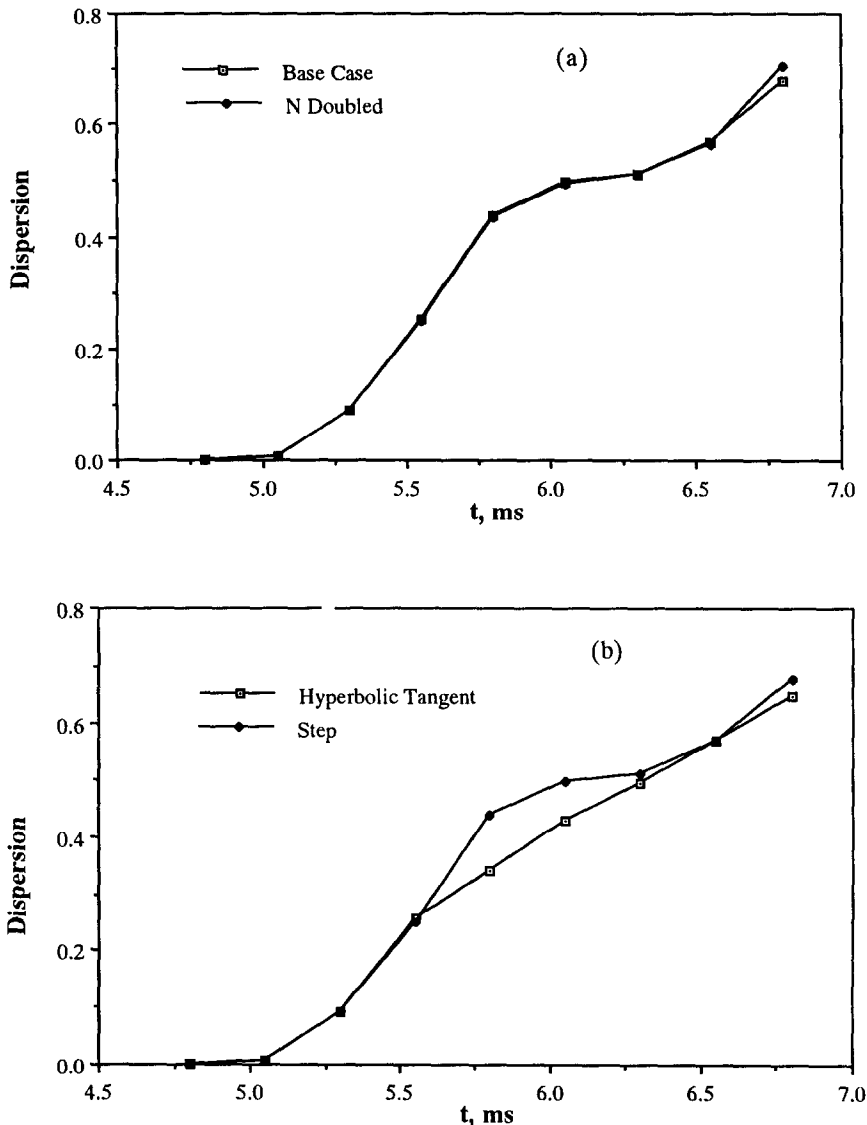 0.8
(a)
Base Case
N Doubled
0.6
0.4
0.2
0.0
Dispersion
4.5 5.0 5.5 6.0 6.5 7.0
t, ms
0.8
(b)
Hyperbolic Tangent
Step
0.6
0.4
0.2
0.0
Dispersion
4.5 5.0 5.5 6.0 6.5 7.0
t, ms